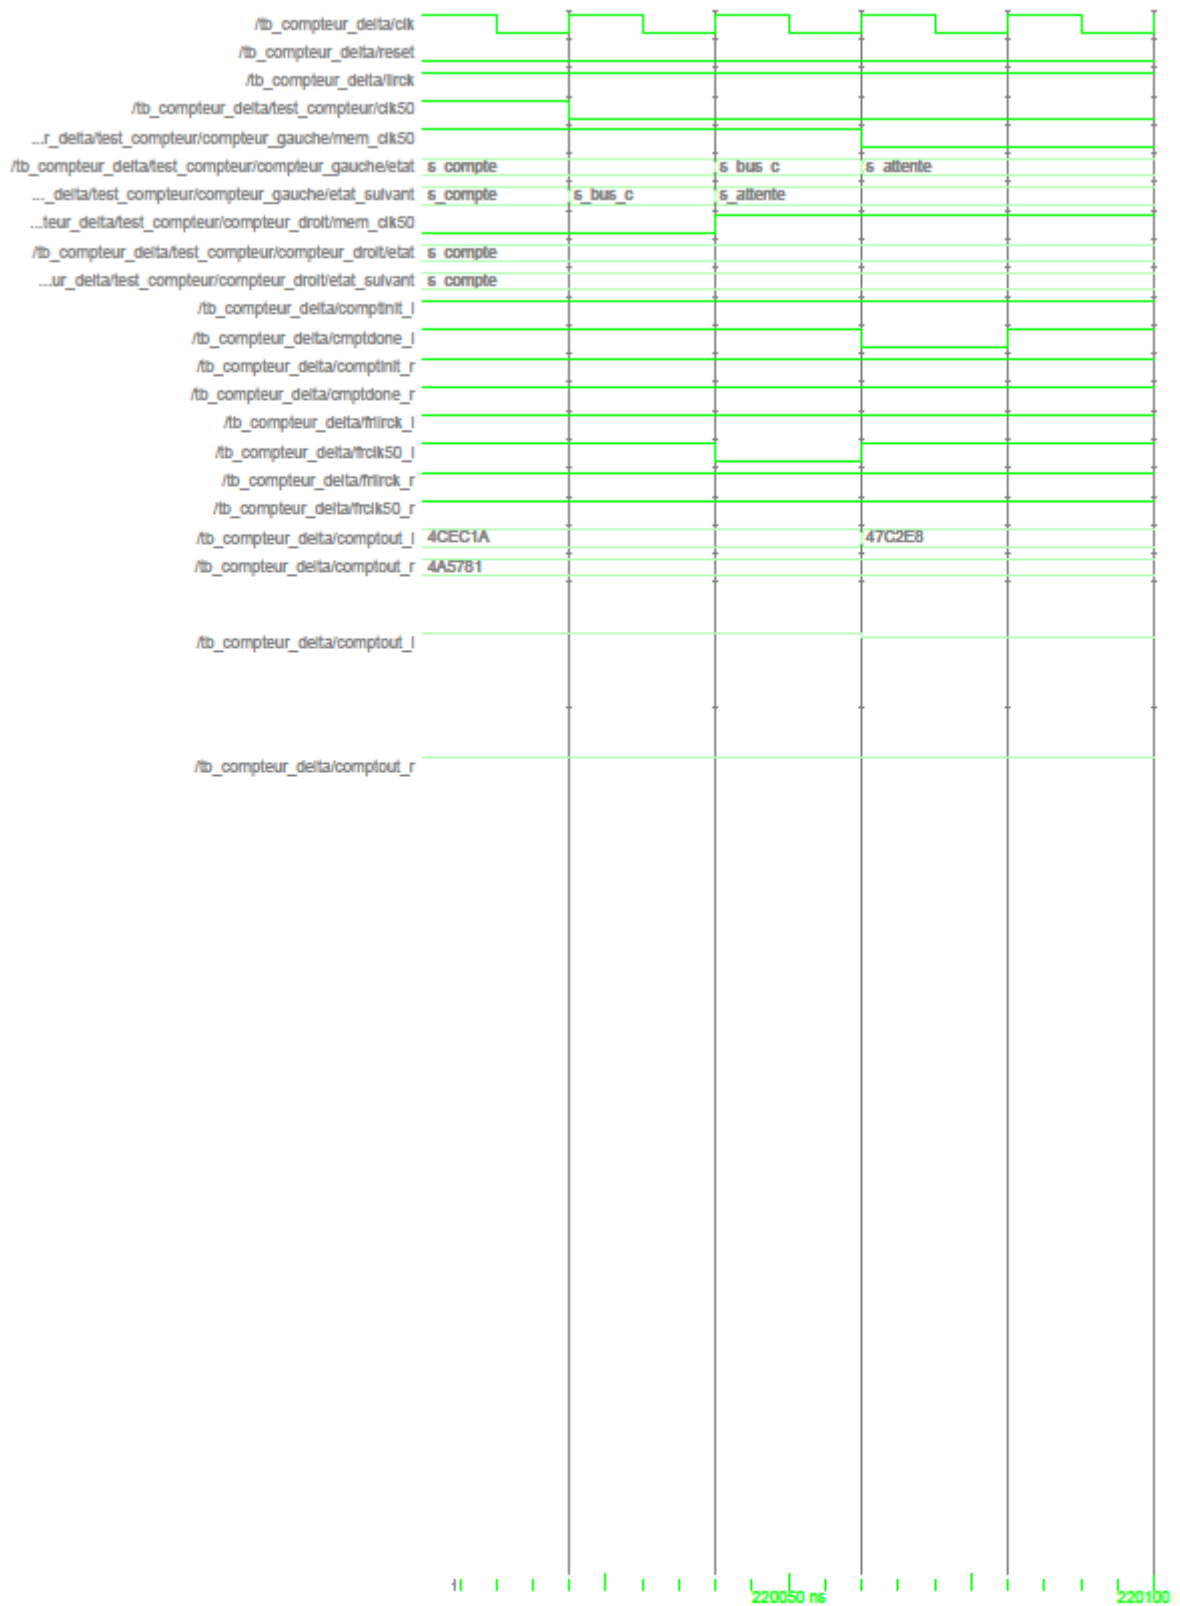 /tb_compteur_delta/clk
/tb_compteur_delta/reset
/tb_compteur_delta/lrck
/tb_compteur_delta/test_compteur/clk50
...r_delta/test_compteur/compteur_gauche/mem_clk50
/tb_compteur_delta/test_compteur/compteur_gauche/etat s_compte s_bus_c s_attente
..._delta/test_compteur/compteur_gauche/etat_suivant s_compte s_bus_c s_attente
...teur_delta/test_compteur/compteur_droit/mem_clk50
/tb_compteur_delta/test_compteur/compteur_droit/etat s_compte
...ur_delta/test_compteur/compteur_droit/etat_suivant s_compte
/tb_compteur_delta/comptinit_l
/tb_compteur_delta/cmptdone_l
/tb_compteur_delta/comptinit_r
/tb_compteur_delta/cmptdone_r
/tb_compteur_delta/frlrck_l
/tb_compteur_delta/frclk50_l
/tb_compteur_delta/frlrck_r
/tb_compteur_delta/frclk50_r
/tb_compteur_delta/comptout_l 4CEC1A 47C2E8
/tb_compteur_delta/comptout_r 4A5781
/tb_compteur_delta/comptout_l
/tb_compteur_delta/comptout_r
220050 ns 220100